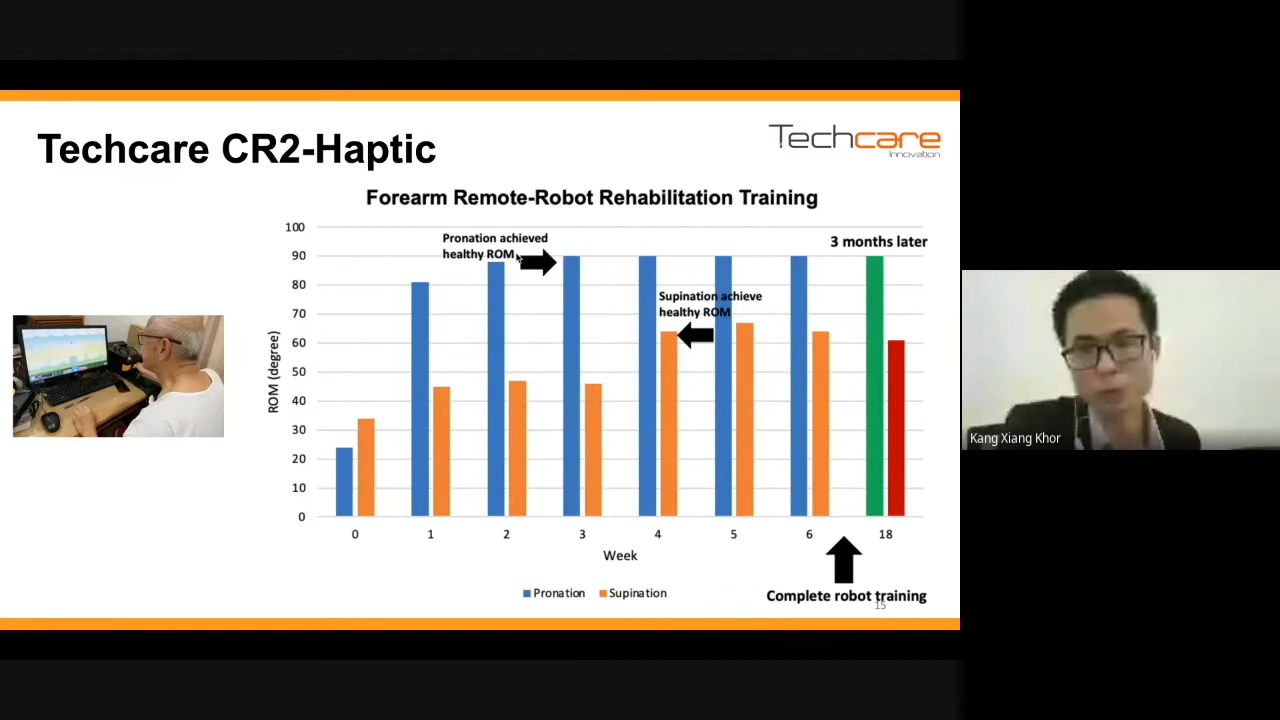 Techcare CR2-Haptic
Techcare
Innovation
Forearm Remote-Robot Rehabilitation Training
100
90
80
70
60
50
40
30
20
10
0
ROM (degree)
Pronation achieved
healthy ROM
Supination achieve
healthy ROM
3 months later
0 1 2 3 4 5 6 18
Week
Pronation Supination
Complete robot training
15
Kang Xiang Khor